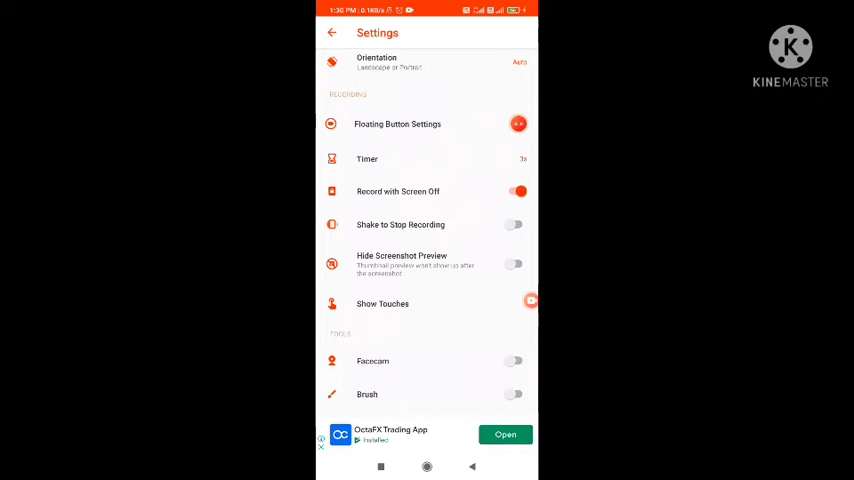 1:30 PM | 0.1KB/s
Settings
Orientation
Landscape or Portrait
Auto
RECORDING
Floating Button Settings
Timer
3s
Record with Screen Off
Shake to Stop Recording
Hide Screenshot Preview
Thumbnail preview won't show up after
the screenshot
Show Touches
TOOLS
Facecam
Brush
OctaFX Trading App
Installed
Open
K
KINEMASTER